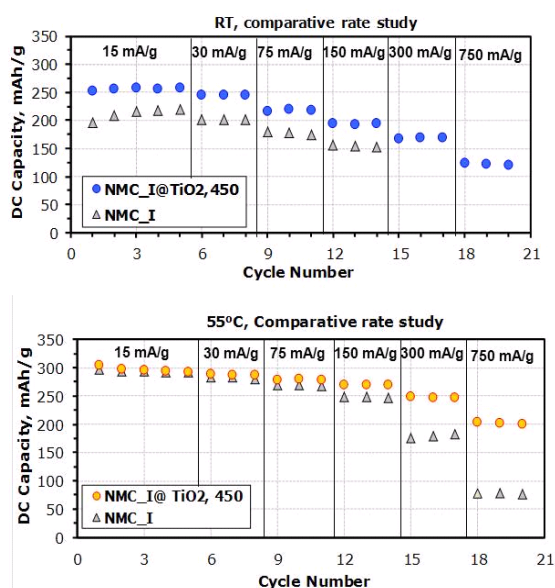 RT, comparative rate study
350
15 mA/g 30 mA/g 75 mA/g 150 mA/g 300 mA/g 750 mA/g
300
250
200
150
100
50
0
DC Capacity, mAh/g
NMC_I@TiO2,450
NMC_I
0 3 6 9 12 15 18 21
Cycle Number
55ºC, Comparative rate study
350
15 mA/g 30 mA/g 75 mA/g 150 mA/g 300 mA/g 750 mA/g
300
250
200
150
100
50
0
DC Capacity, mAh/g
NMC_I@ TiO2, 450
NMC_I
0 3 6 9 12 15 18 21
Cycle Number